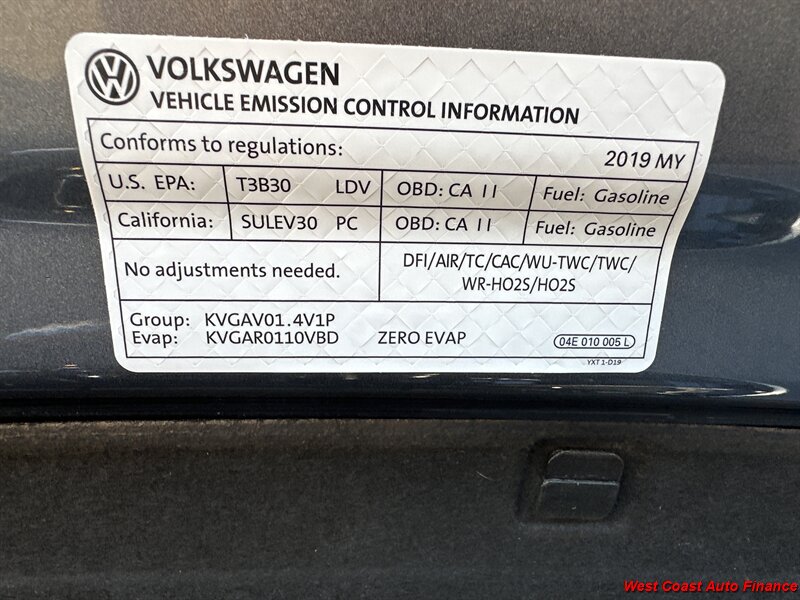 VOLKSWAGEN
VEHICLE EMISSION CONTROL INFORMATION
Conforms to regulations: 2019 MY
U.S. EPA: T3B30 LDV OBD: CA II Fuel: Gasoline
California: SULEV30 PC OBD: CA II Fuel: Gasoline
No adjustments needed.
DFI/AIR/TC/CAC/WU-TWC/TWC/
WR-HO2S/HO2S
Group: KVGAV01.4V1P
Evap: KVGAR0110VBD ZERO EVAP 04E 010 005 L
YXT 1-D19
West Coast Auto Finance